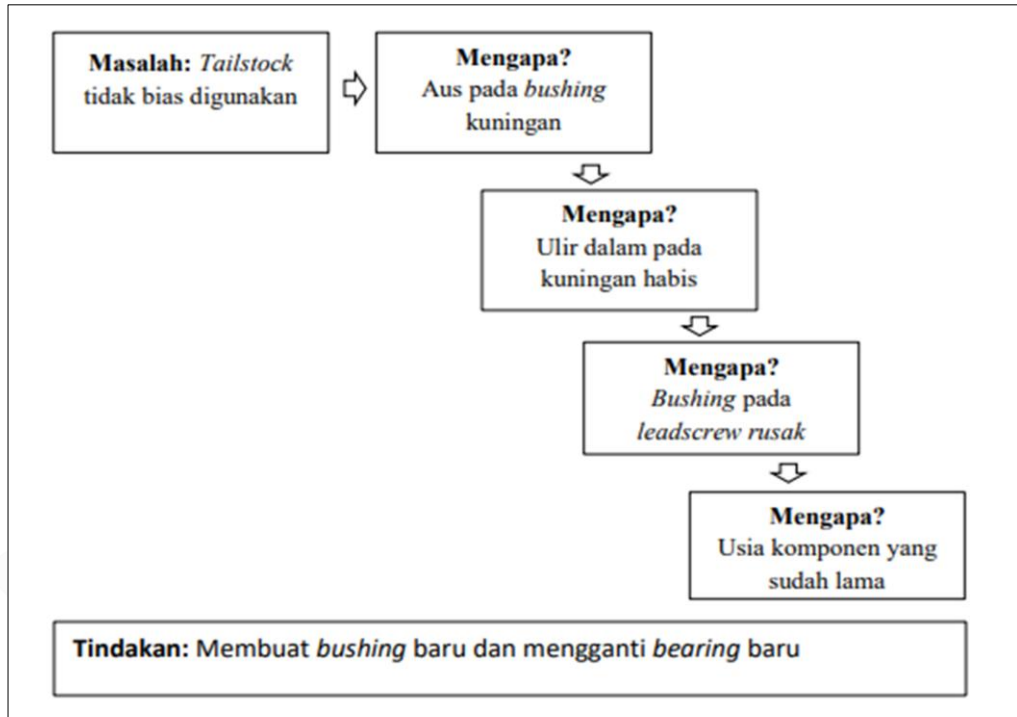 Masalah: Tailstock
tidak bias digunakan
Mengapa?
Aus pada bushing
kuningan
Mengapa?
Ulir dalam pada
kuningan habis
Mengapa?
Bushing pada
leadscrew rusak
Mengapa?
Usia komponen yang
sudah lama
Tindakan: Membuat bushing baru dan mengganti bearing baru